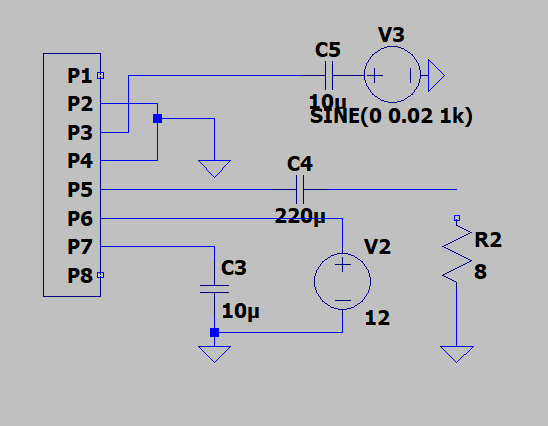 V3
C5
P1
10µ
P2
SINE(0 0.02 1k)
P3
P4
C4
P5
220µ
P6
R2
P7
V2
C3
8
P8
10µ
12